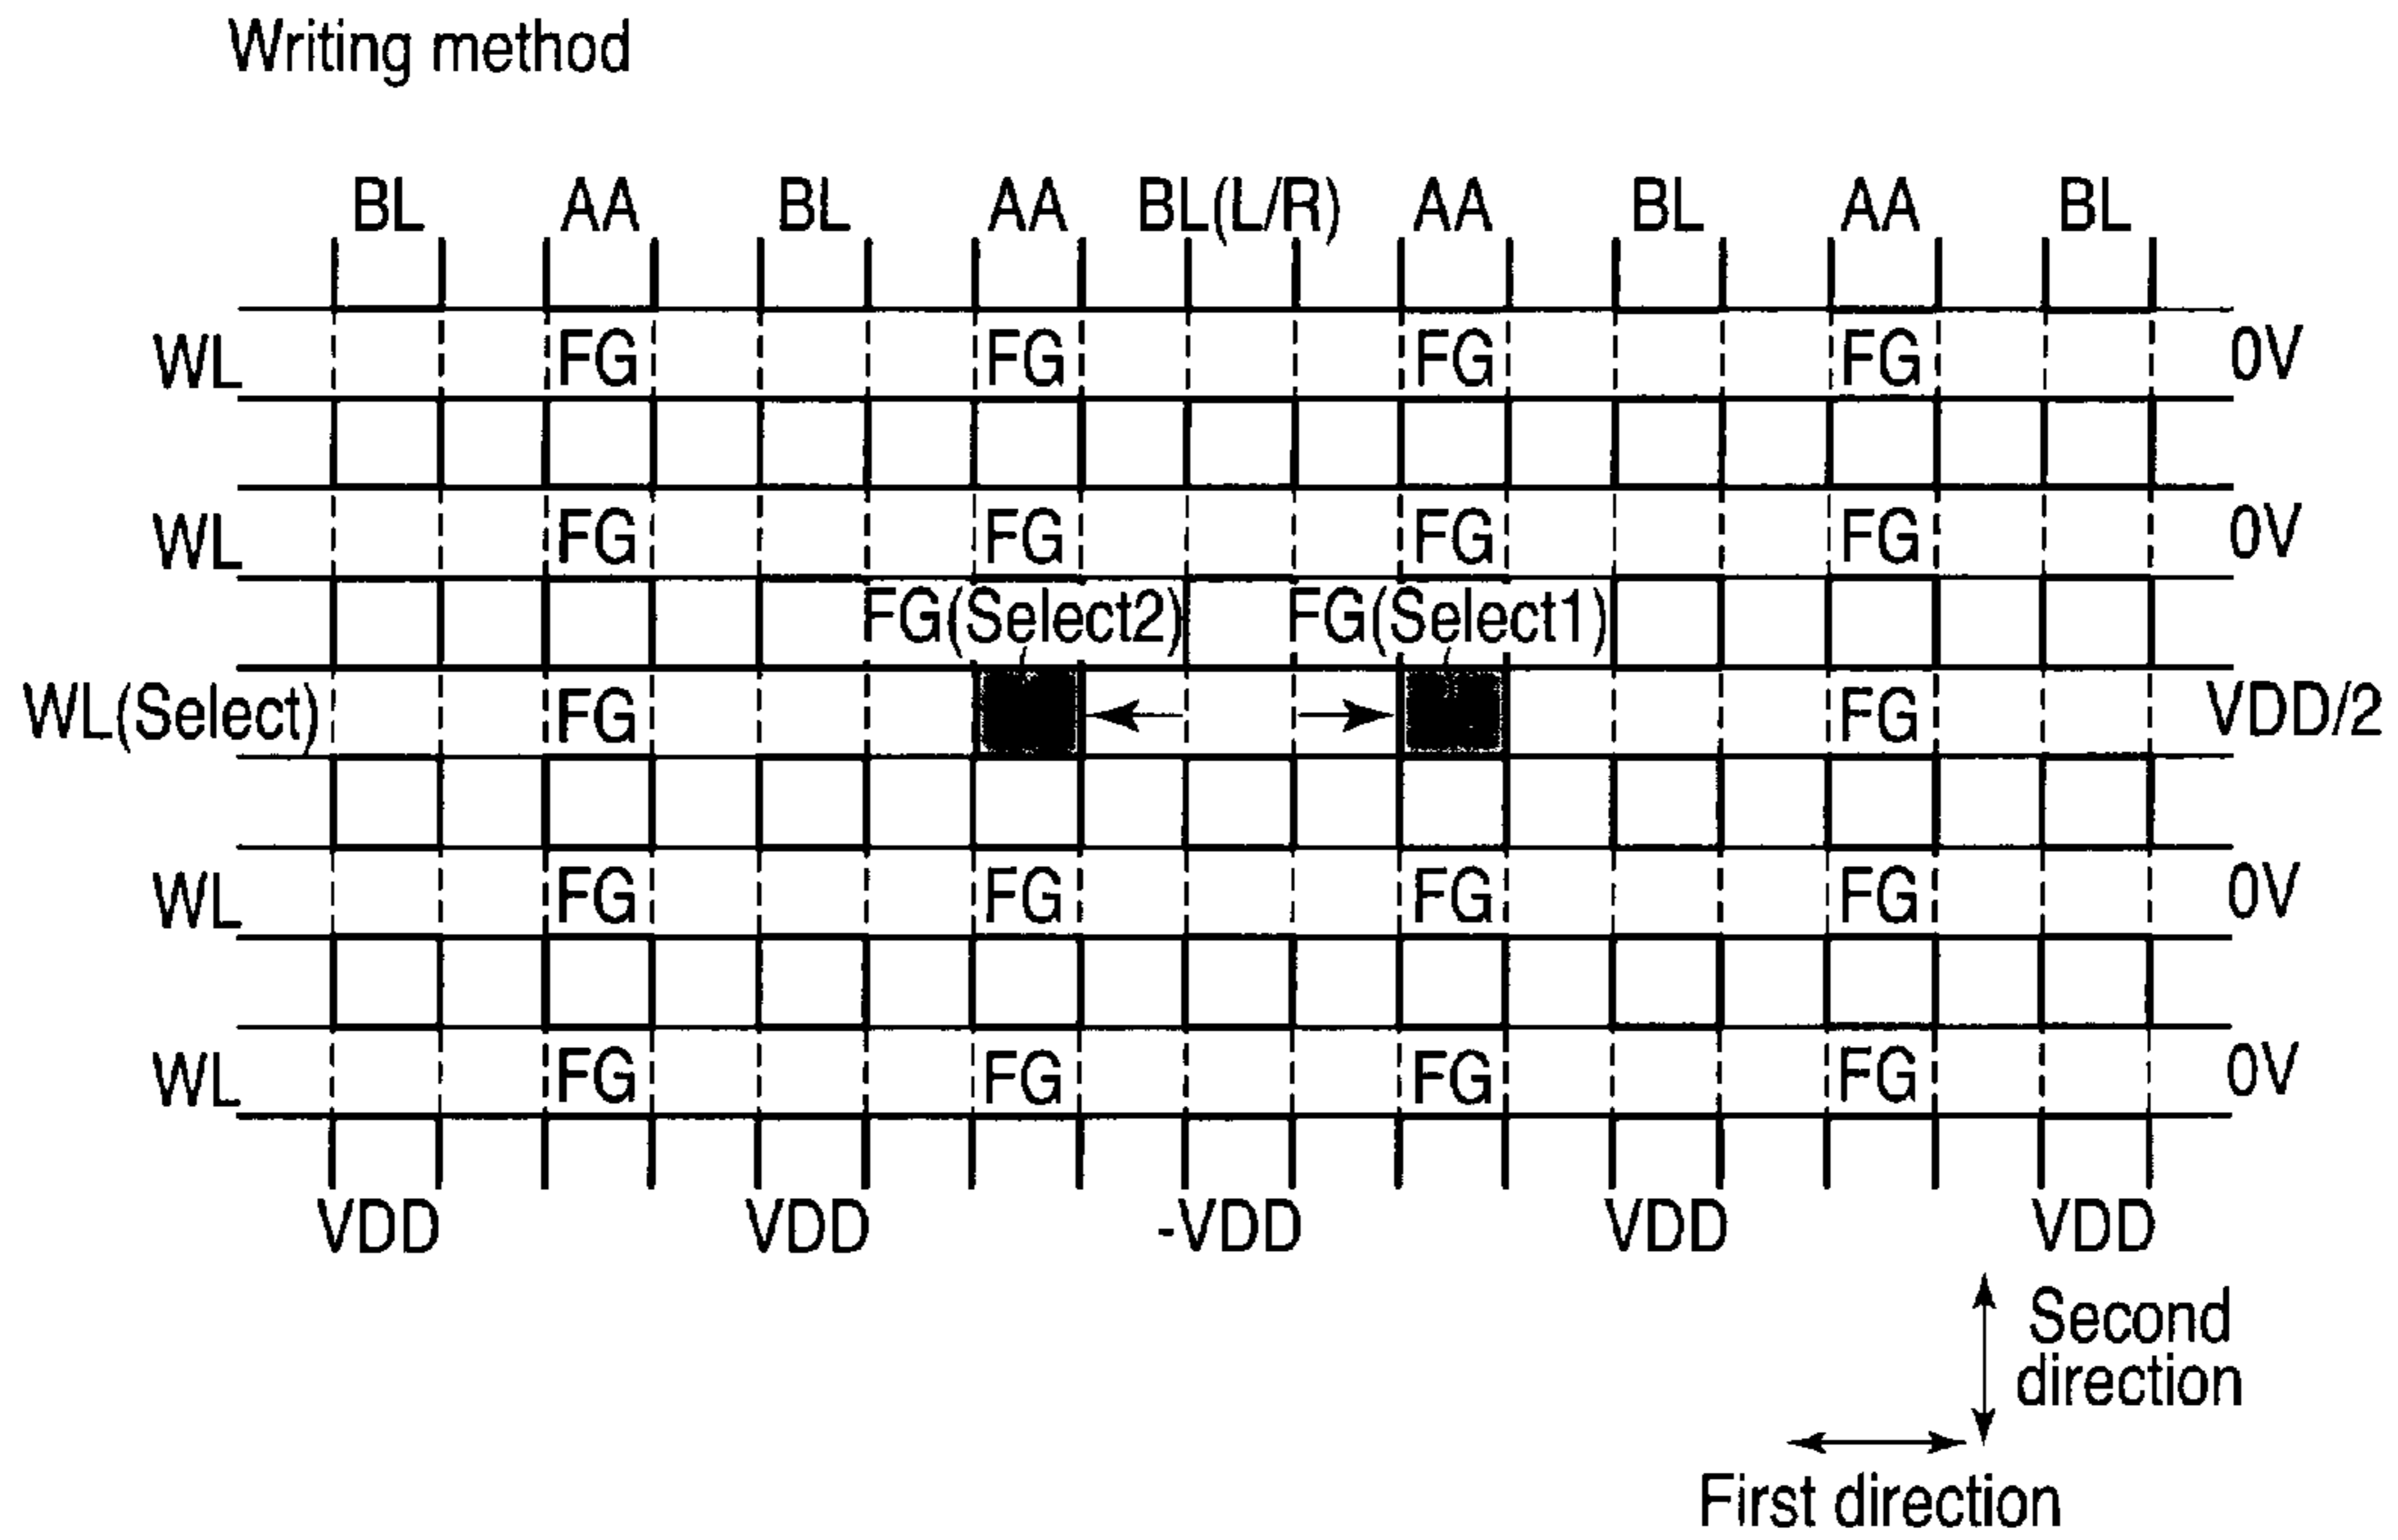 Writing method
BL AA BL AA BL(L/R) AA BL AA BL
WL FG FG FG FG 0V
WL FG FG FG FG 0V
FG(Select2) FG(Select1)
WL(Select) FG FG VDD/2
WL FG FG FG FG 0V
WL FG FG FG FG 0V
VDD VDD -VDD VDD VDD
Second
direction
First direction